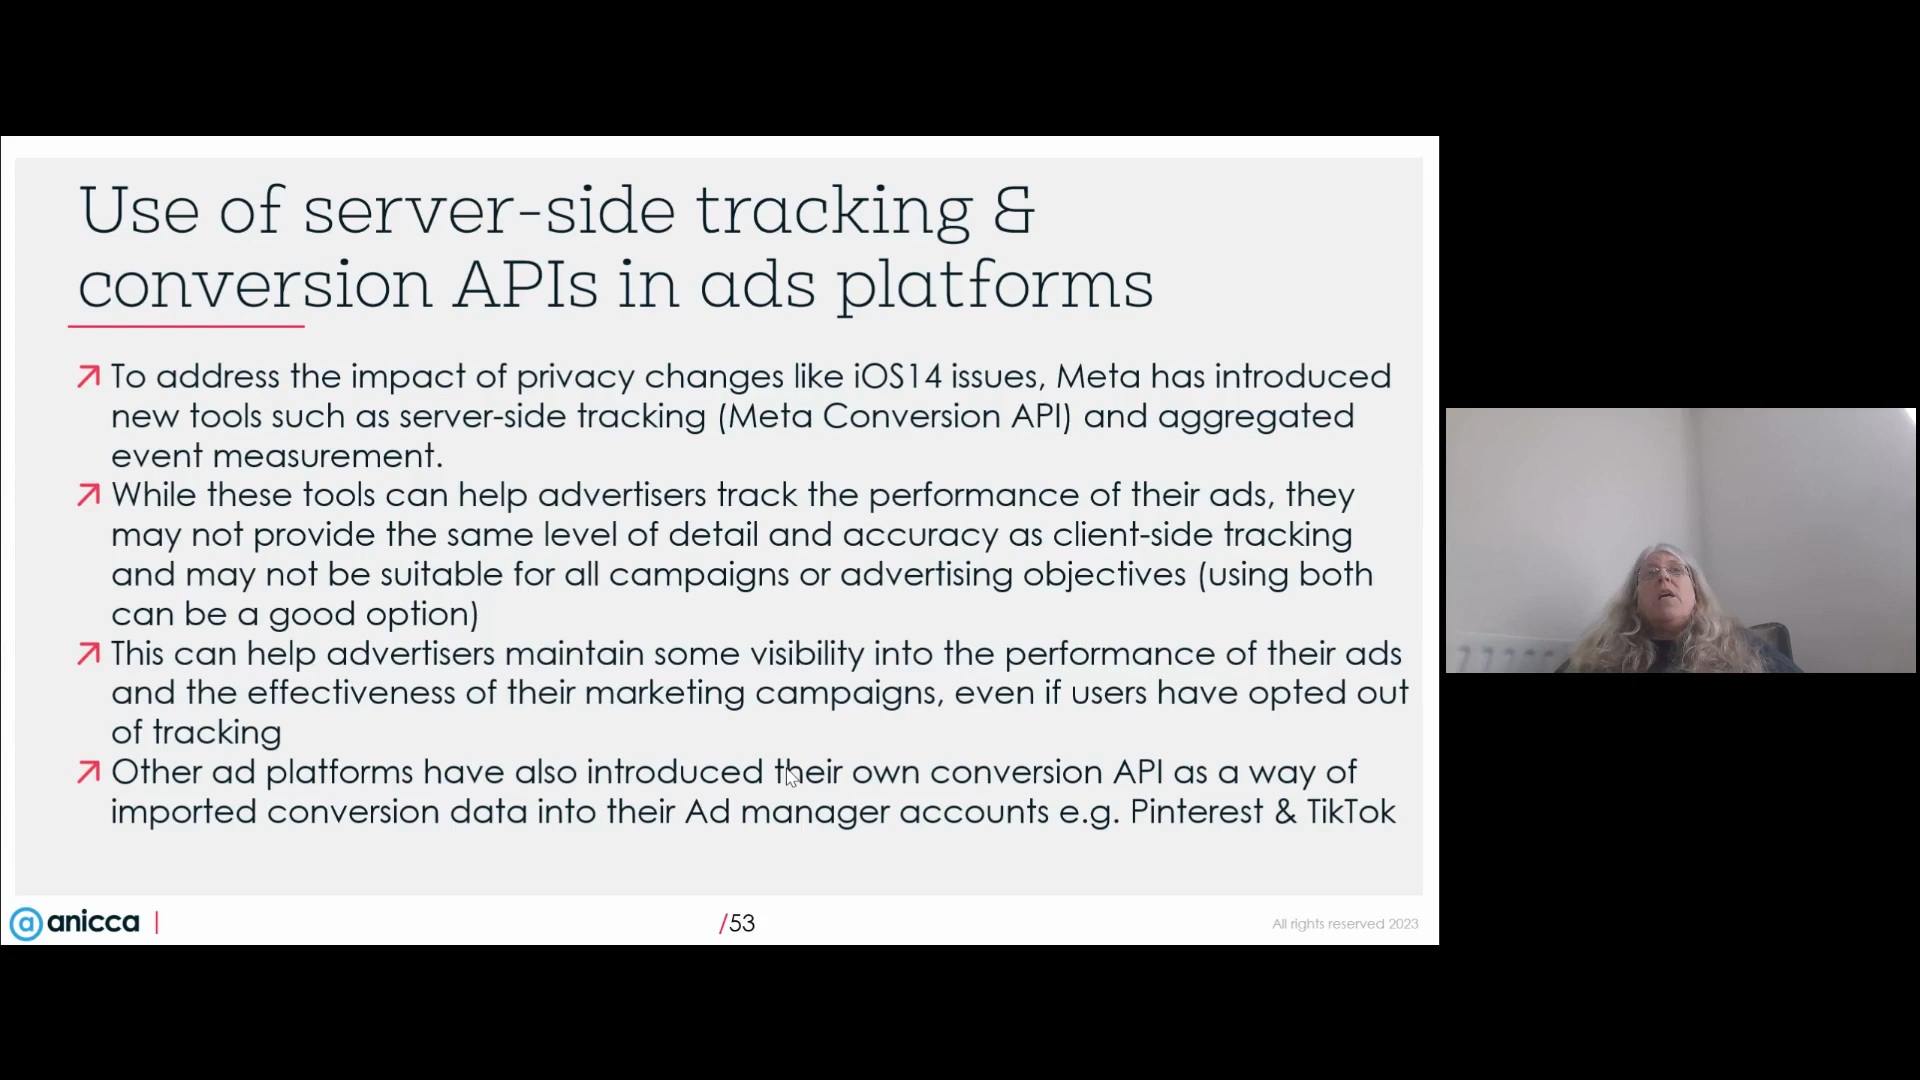 Use of server-side tracking &
conversion APIs in ads platforms
To address the impact of privacy changes like iOS14 issues, Meta has introduced
new tools such as server-side tracking (Meta Conversion API) and aggregated
event measurement.
While these tools can help advertisers track the performance of their ads, they
may not provide the same level of detail and accuracy as client-side tracking
and may not be suitable for all campaigns or advertising objectives (using both
can be a good option)
This can help advertisers maintain some visibility into the performance of their ads
and the effectiveness of their marketing campaigns, even if users have opted out
of tracking
Other ad platforms have also introduced their own conversion API as a way of
imported conversion data into their Ad manager accounts e.g. Pinterest & TikTok
@ anicca |
/53
All rights reserved 2023